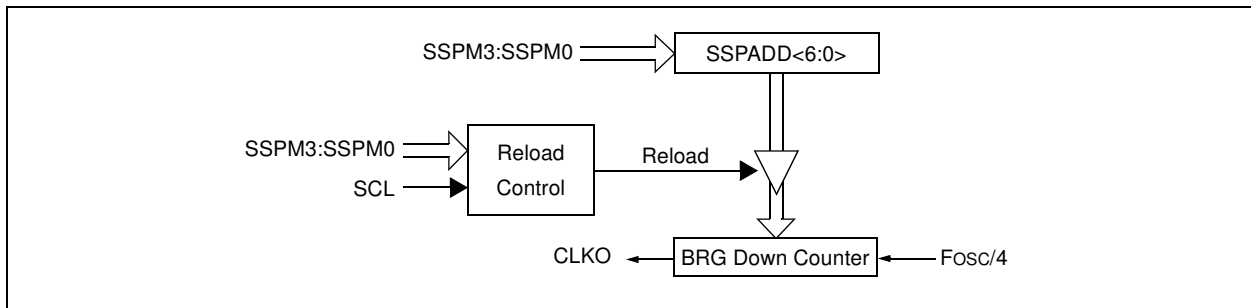 SSPM3:SSPM0
SSPADD<6:0>
SSPM3:SSPM0
SCL
Reload
Control
Reload
CLKO
BRG Down Counter
FOSC/4